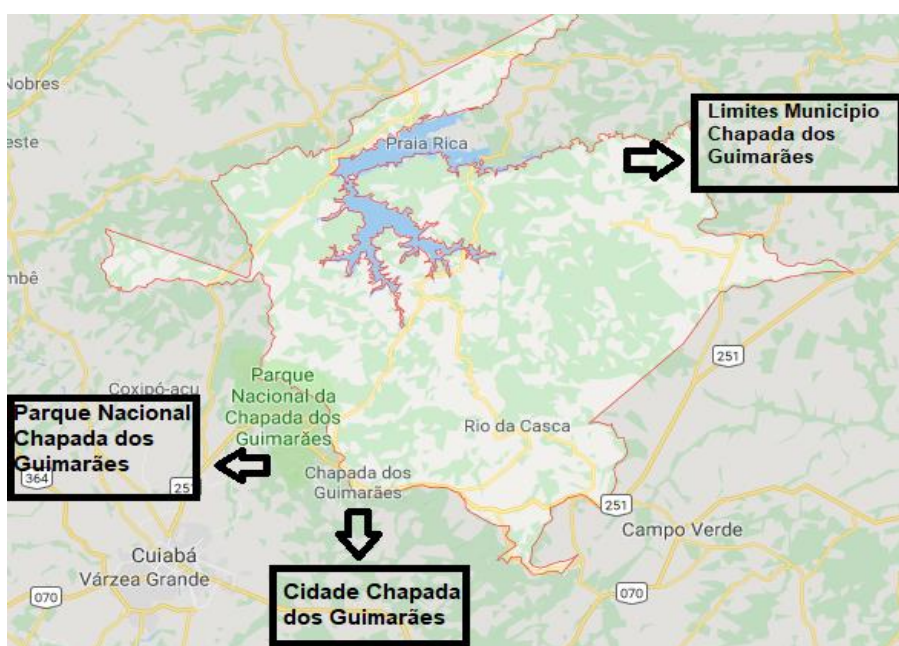 Nobres
este
Praia Rica
Limites Municipio
Chapada dos
Guimarães
mbê
251
Coxipó-açu
Parque
Nacional da
Chapada dos
Guimarães
Parque Nacional
Chapada dos
Guimarães
364
251
Rio da Casca
Chapada dos
Guimarães
251
Campo Verde
Cuiabá
Várzea Grande
070
070
Cidade Chapada
dos Guimarães